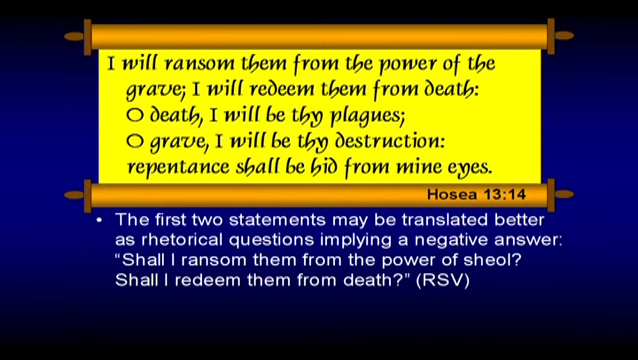 I will ransom them from the power of the
grave; I will redeem them from death:
O death, I will be thy plagues;
O grave, I will be thy destruction:
repentance shall be hid from mine eyes.
Hosea 13:14
• The first two statements may be translated better
as rhetorical questions implying a negative answer:
“Shall I ransom them from the power of sheol?
Shall I redeem them from death?” (RSV)